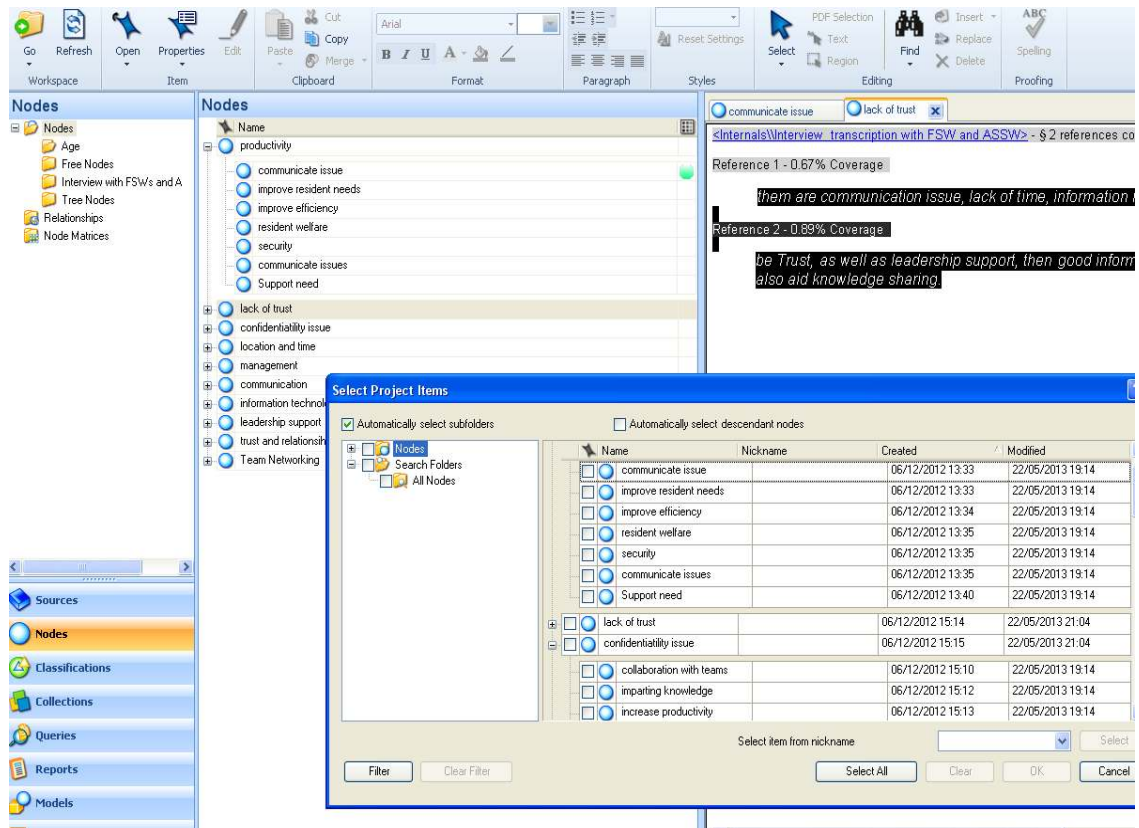 Go
Refresh
Open
Properties
Edit
Paste
Cut
Copy
Merge
Arial
B I U A
Reset Settings
Select
PDF Selection
Text
Region
Find
Insert
Replace
Delete
ABC
Spelling
Workspace
Item
Clipboard
Format
Paragraph
Styles
Editing
Proofing
Nodes
Nodes
Age
Free Nodes
Interview with FSWs and A
Tree Nodes
Relationships
Node Matrices
Sources
Nodes
Classifications
Collections
Queries
Reports
Models
Nodes
Name
productivity
communicate issue
improve resident needs
improve efficiency
resident welfare
security
communicate issues
Support need
lack of trust
confidentiatility issue
location and time
management
communication
information technol
leadership support
trust and relationsih
Team Networking
communicate issue
lack of trust
<Internals\\Interview transcription with FSW and ASSW> - § 2 references co
Reference 1 - 0.67% Coverage
them are communication issue, lack of time, information
Reference 2 - 0.89% Coverage
be Trust, as well as leadership support, then good inform
also aid knowledge sharing.
Select Project Items
Automatically select subfolders
Automatically select descendant nodes
Nodes
Search Folders
All Nodes
Name Nickname Created Modified
communicate issue 06/12/2012 13:33 22/05/2013 19:14
improve resident needs 06/12/2012 13:33 22/05/2013 19:14
improve efficiency 06/12/2012 13:34 22/05/2013 19:14
resident welfare 06/12/2012 13:35 22/05/2013 19:14
security 06/12/2012 13:35 22/05/2013 19:14
communicate issues 06/12/2012 13:35 22/05/2013 19:14
Support need 06/12/2012 13:40 22/05/2013 19:14
lack of trust 06/12/2012 15:14 22/05/2013 21:04
confidentiatility issue 06/12/2012 15:15 22/05/2013 21:04
collaboration with teams 06/12/2012 15:10 22/05/2013 19:14
imparting knowledge 06/12/2012 15:12 22/05/2013 19:14
increase productivity 06/12/2012 15:13 22/05/2013 19:14
Select item from nickname
Select
Filter
Clear Filter
Select All
Clear
OK
Cancel